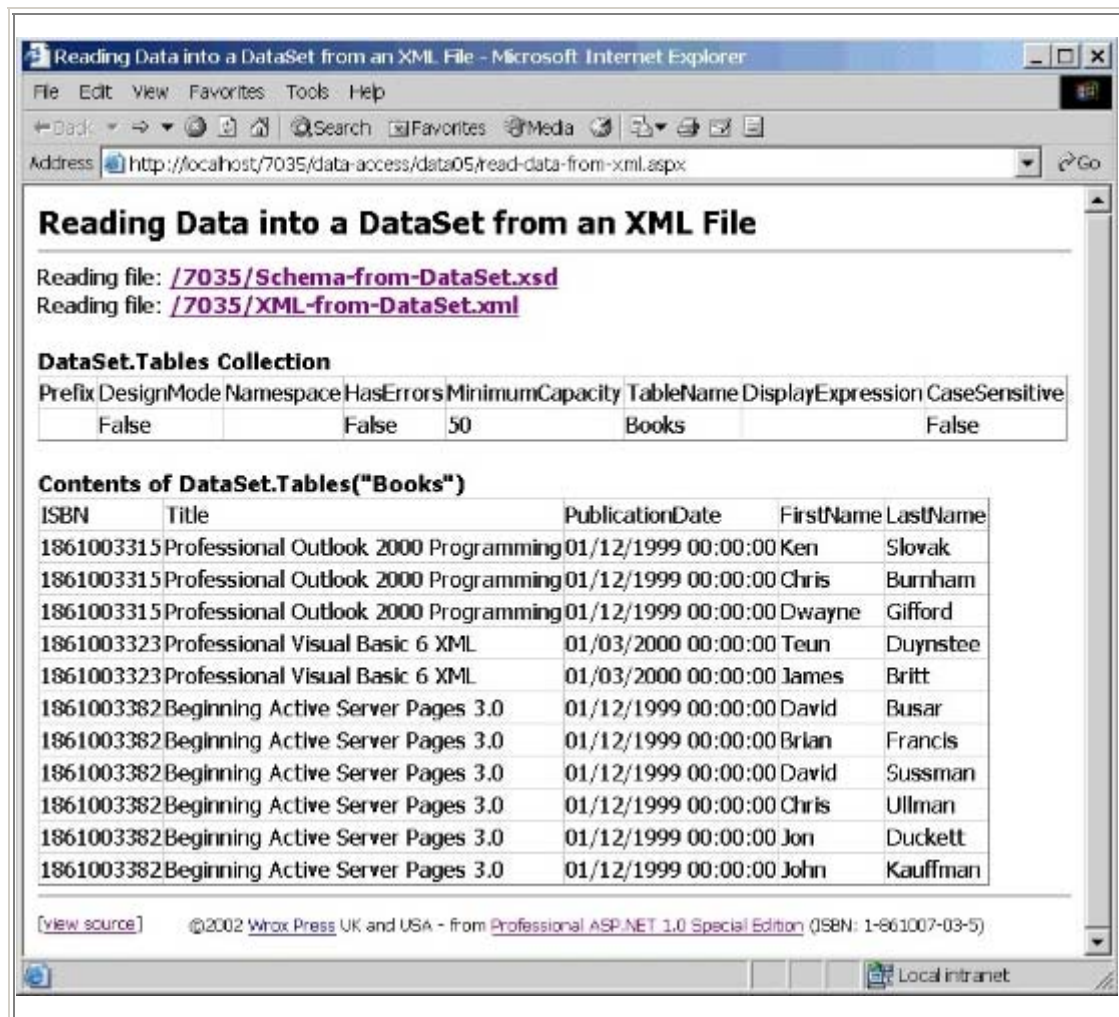 Reading Data into a DataSet from an XML File - Microsoft Internet Explorer
File Edit View Favorites Tools Help
Back Search Favorites Media
Address http://localhost/7035/data-access/data05/read-data-from-xml.aspx Go
Reading Data into a DataSet from an XML File
Reading file: /7035/Schema-from-DataSet.xsd
Reading file: /7035/XML-from-DataSet.xml
DataSet.Tables Collection
Prefix DesignMode Namespace HasErrors MinimumCapacity TableName DisplayExpression CaseSensitive
False False 50 Books False
Contents of DataSet.Tables("Books")
ISBN Title PublicationDate FirstName LastName
1861003315 Professional Outlook 2000 Programming 01/12/1999 00:00:00 Ken Slovak
1861003315 Professional Outlook 2000 Programming 01/12/1999 00:00:00 Chris Burnham
1861003315 Professional Outlook 2000 Programming 01/12/1999 00:00:00 Dwayne Gifford
1861003323 Professional Visual Basic 6 XML 01/03/2000 00:00:00 Teun Duynstee
1861003323 Professional Visual Basic 6 XML 01/03/2000 00:00:00 James Britt
1861003382 Beginning Active Server Pages 3.0 01/12/1999 00:00:00 David Busar
1861003382 Beginning Active Server Pages 3.0 01/12/1999 00:00:00 Brian Francis
1861003382 Beginning Active Server Pages 3.0 01/12/1999 00:00:00 David Sussman
1861003382 Beginning Active Server Pages 3.0 01/12/1999 00:00:00 Chris Ullman
1861003382 Beginning Active Server Pages 3.0 01/12/1999 00:00:00 Jon Duckett
1861003382 Beginning Active Server Pages 3.0 01/12/1999 00:00:00 John Kauffman
[view source] ©2002 Wrox Press UK and USA - from Professional ASP.NET 1.0 Special Edition (ISBN: 1-861007-03-5)
Local intranet